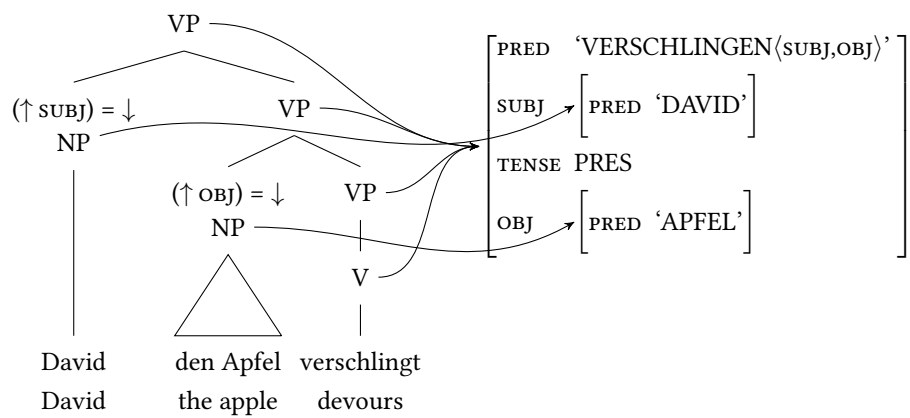 VP
PRED ‘VERSCHLINGEN⟨SUBJ,OBJ⟩’
(↑ SUBJ) = ↓
VP
SUBJ [PRED ‘DAVID’]
NP
TENSE PRES
(↑ OBJ) = ↓
VP
NP
OBJ [PRED ‘APFEL’]
V
David den Apfel verschlingt
David the apple devours